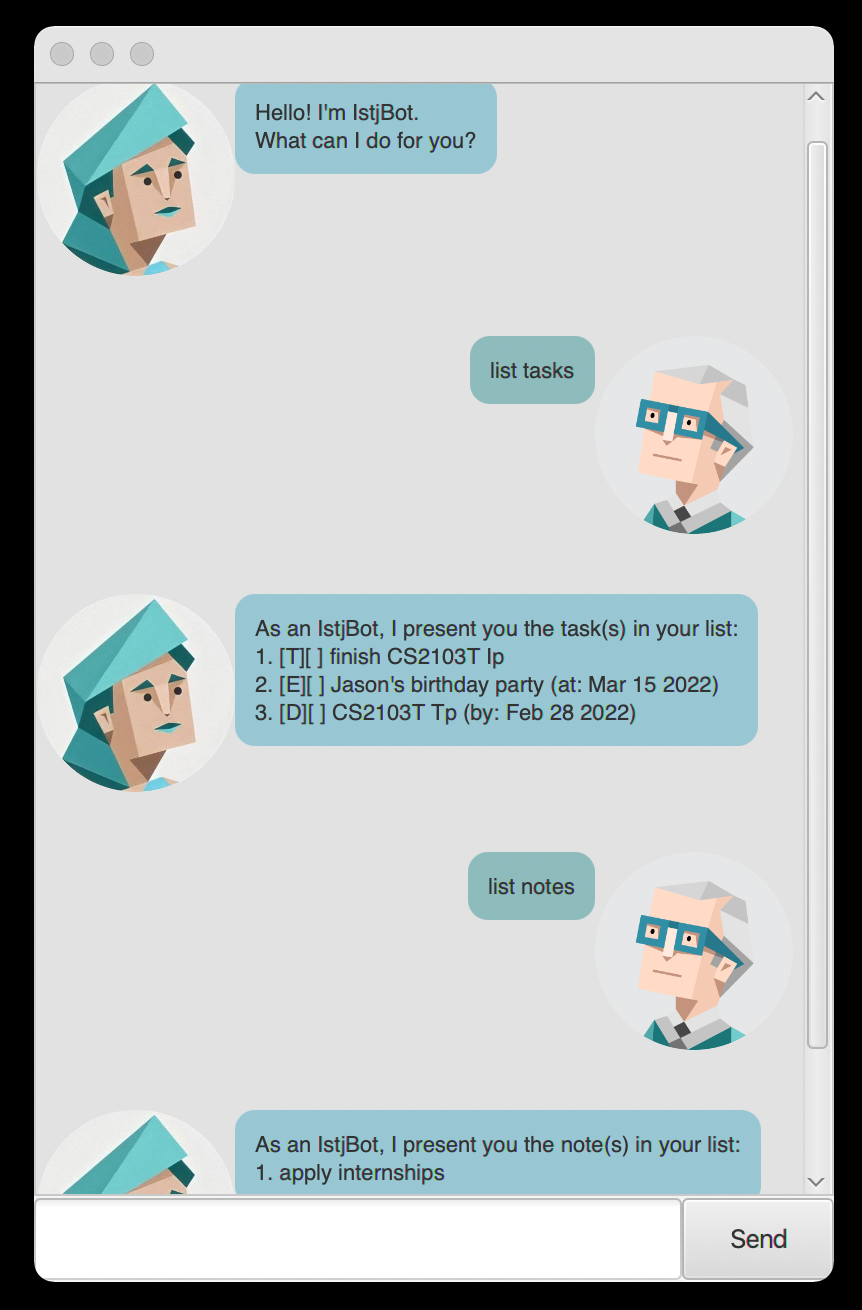 Hello! I'm IstjBot.
What can I do for you?
list tasks
As an IstjBot, I present you the task(s) in your list:
1. [T][ ] finish CS2103T Ip
2. [E][ ] Jason's birthday party (at: Mar 15 2022)
3. [D][ ] CS2103T Tp (by: Feb 28 2022)
list notes
As an IstjBot, I present you the note(s) in your list:
1. apply internships
Send